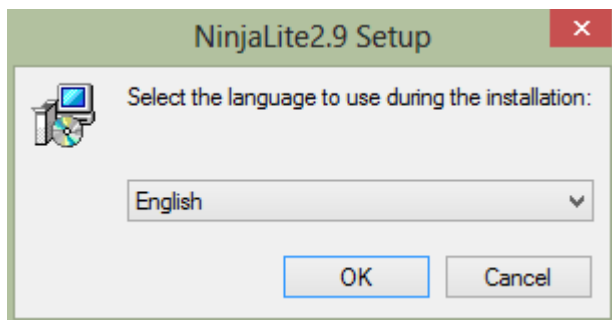 NinjaLite2.9 Setup
Select the language to use during the installation:
English
OK
Cancel